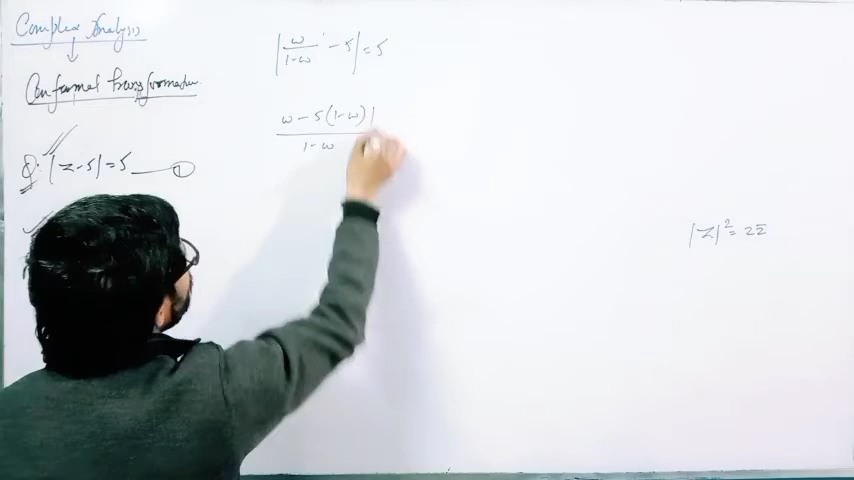 Complex Analysis
↓
Conformal transformation
Q. |z-5| = 5 — ①
|w/(1-w) - 5| = 5
(w - 5(1-w))/(1-w)|
|z|² = z z̄